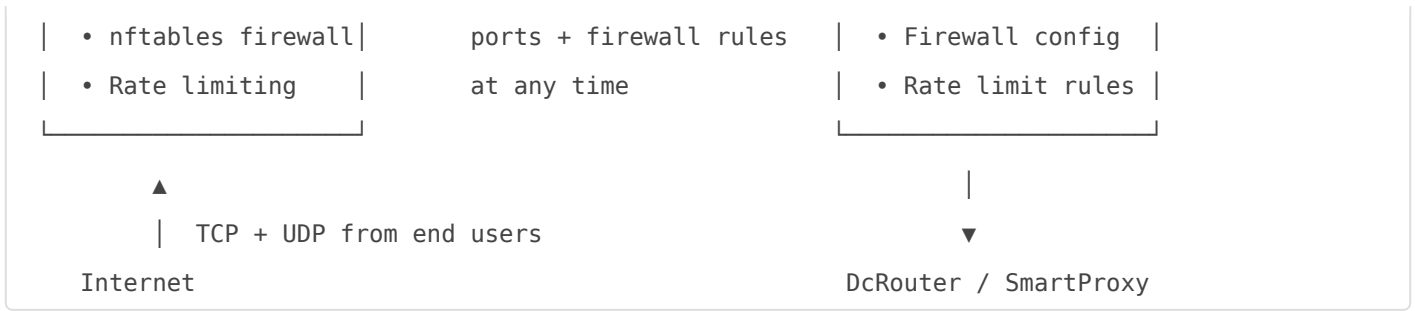 │  • nftables firewall│       ports + firewall rules   │  • Firewall config  │
│  • Rate limiting    │       at any time              │  • Rate limit rules │
└─────────────────────┘                                └─────────────────────┘
▲                                                     │
│  TCP + UDP from end users                           ▼
Internet                                           DcRouter / SmartProxy